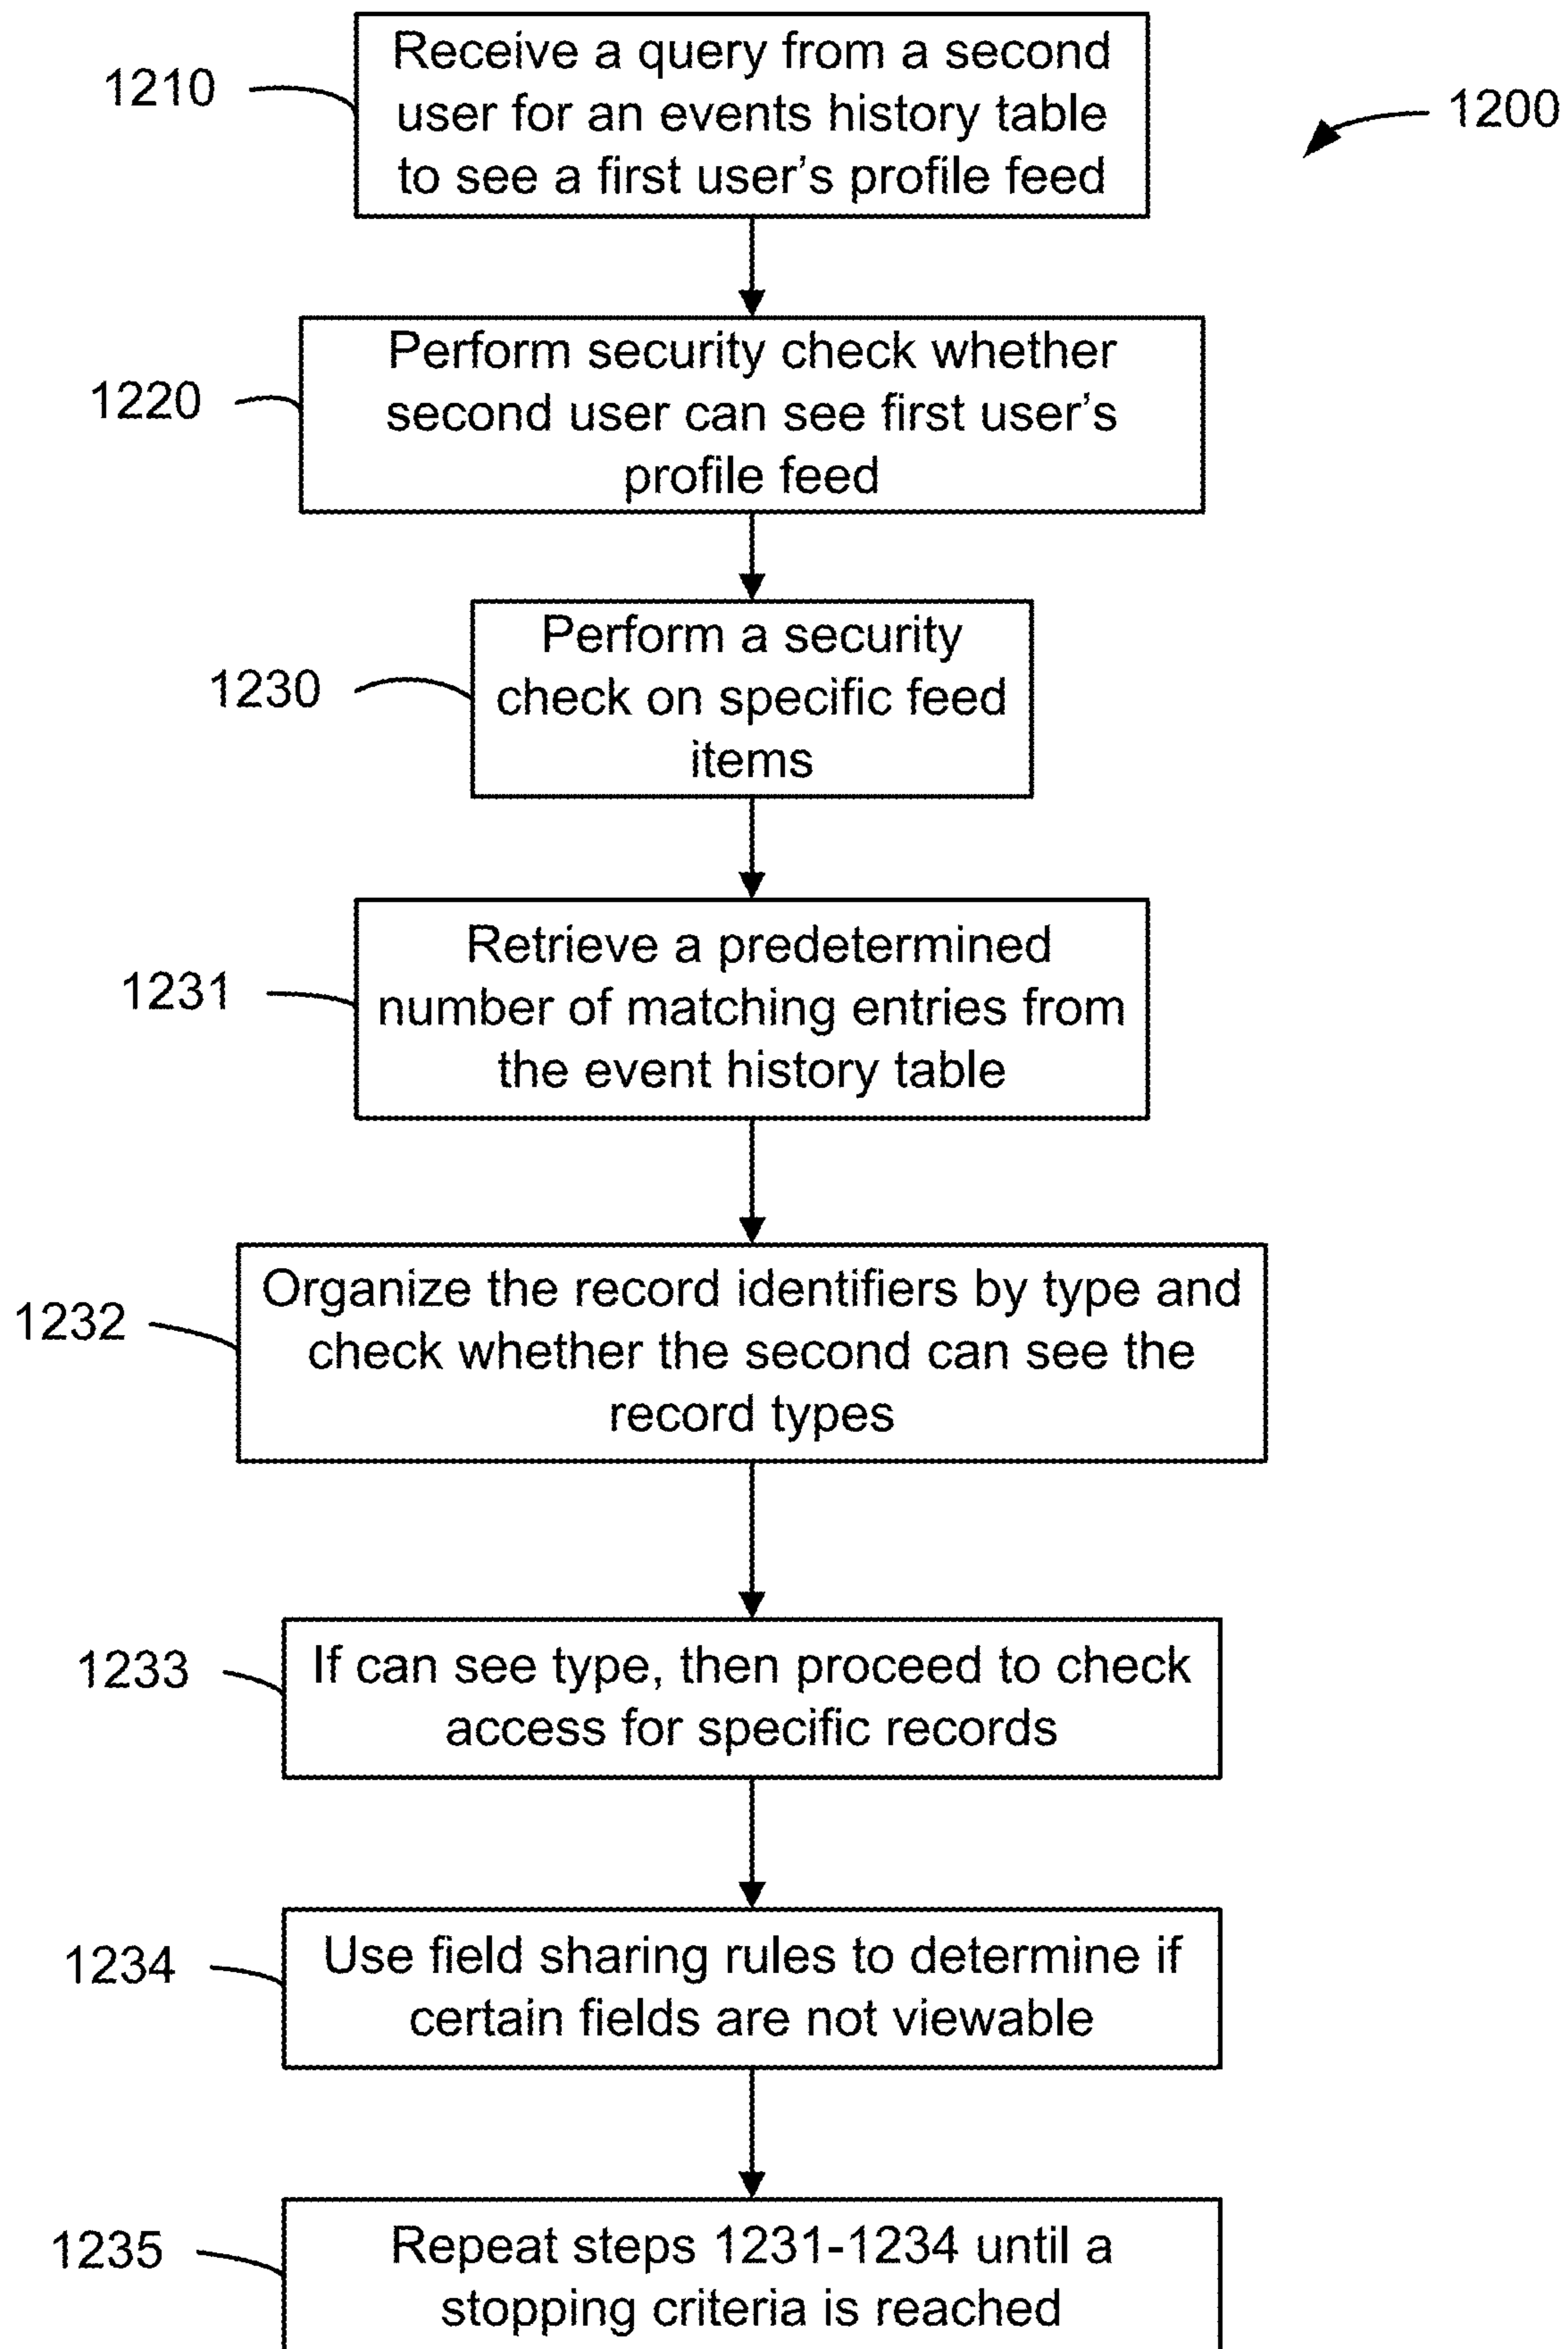 Receive a query from a second
1210
user for an events history table
1200
to see a first user's profile feed
Perform security check whether
1220
second user can see first user's
profile feed
Perform a security
1230
check on specific feed
items
Retrieve a predetermined
1231
number of matching entries from
the event history table
Organize the record identifiers by type and
1232
check whether the second can see the
record types
1233
If can see type, then proceed to check
access for specific records
1234
Use field sharing rules to determine if
certain fields are not viewable
1235
Repeat steps 1231-1234 until a
stopping criteria is reached